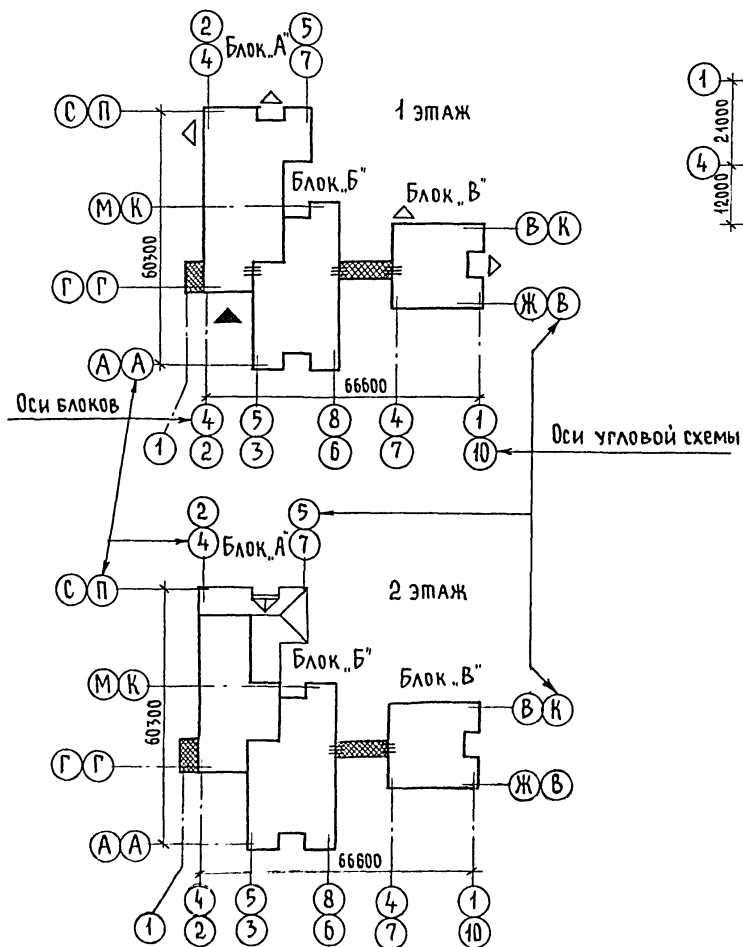 2 5
4 Блок „А" 7
1
С П
1 этаж
21000
4
Блок „Б" Блок „В"
12000
М К
В К
60300
Г Г
Ж В
А А
66600
Оси блоков
4 5 8 4 1
1 2 3 6 7 10
Оси угловой схемы
2 5
4 Блок „А" 7
С П
2 этаж
Блок „Б" Блок „В"
М К
В К
60300
Г Г
Ж В
А А
66600
4 5 8 4 1
1 2 3 6 7 10